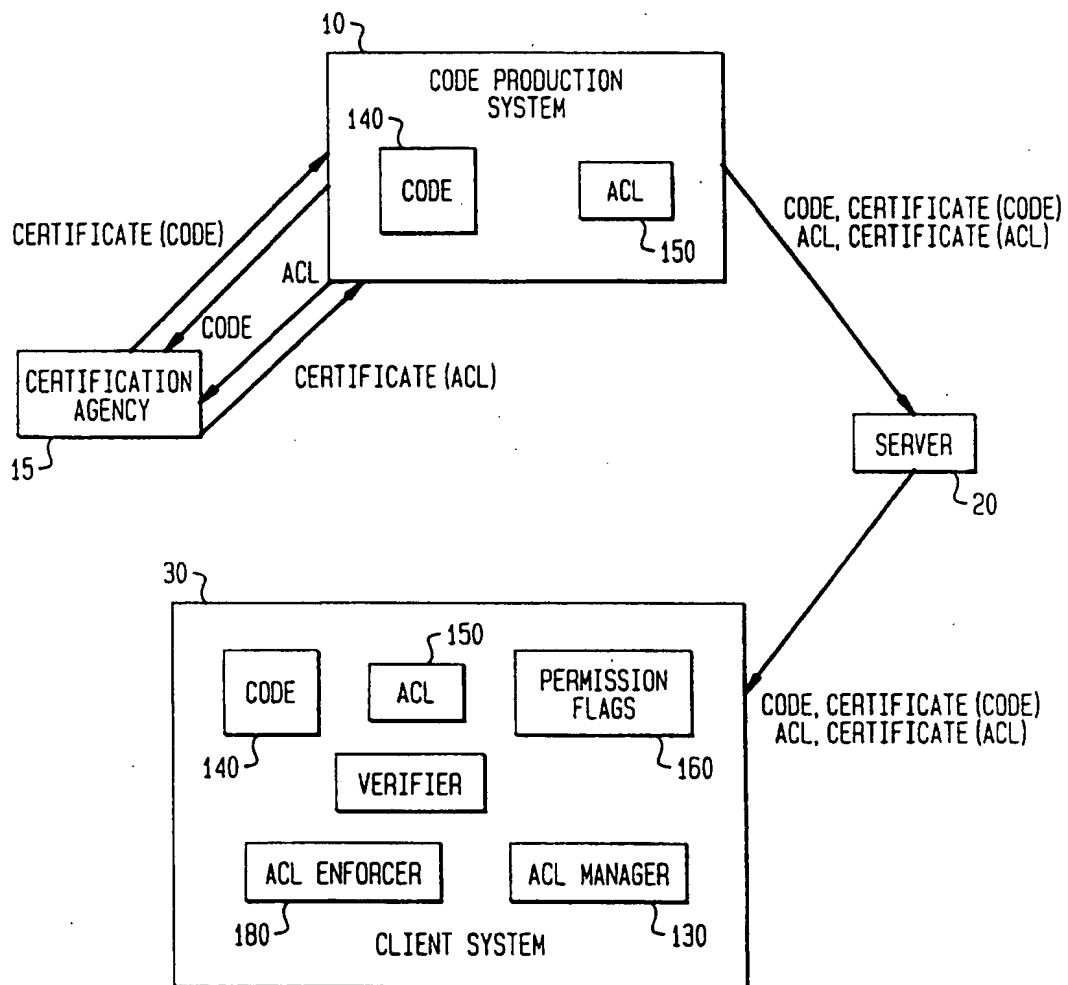 10
CODE PRODUCTION
SYSTEM
140
CODE
ACL
150
CERTIFICATE (CODE)
CODE
ACL
CERTIFICATE (ACL)
CERTIFICATION
AGENCY
15
CODE, CERTIFICATE (CODE)
ACL, CERTIFICATE (ACL)
SERVER
20
30
CODE
140
150
ACL
PERMISSION
FLAGS
160
CODE, CERTIFICATE (CODE)
ACL, CERTIFICATE (ACL)
VERIFIER
ACL ENFORCER
180
ACL MANAGER
130
CLIENT SYSTEM